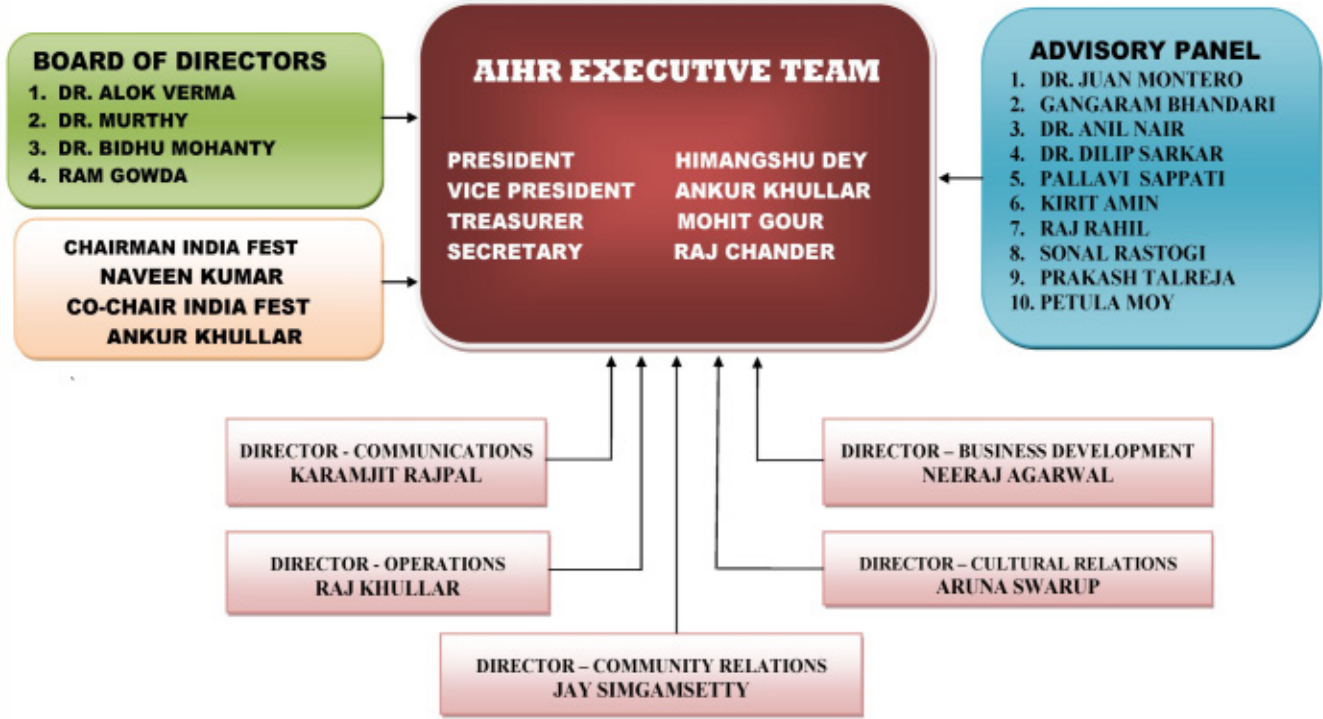 BOARD OF DIRECTORS
1. DR. ALOK VERMA
2. DR. MURTHY
3. DR. BIDHU MOHANTY
4. RAM GOWDA
CHAIRMAN INDIA FEST
NAVEEN KUMAR
CO-CHAIR INDIA FEST
ANKUR KHULLAR
AIHR EXECUTIVE TEAM
PRESIDENT HIMANGSHU DEY
VICE PRESIDENT ANKUR KHULLAR
TREASURER MOHIT GOUR
SECRETARY RAJ CHANDER
ADVISORY PANEL
1. DR. JUAN MONTERO
2. GANGARAM BHANDARI
3. DR. ANIL NAIR
4. DR. DILIP SARKAR
5. PALLAVI SAPPATI
6. KIRIT AMIN
7. RAJ RAHIL
8. SONAL RASTOGI
9. PRAKASH TALREJA
10. PETULA MOY
DIRECTOR - COMMUNICATIONS
KARAMJIT RAJPAL
DIRECTOR – BUSINESS DEVELOPMENT
NEERAJ AGARWAL
DIRECTOR - OPERATIONS
RAJ KHULLAR
DIRECTOR – CULTURAL RELATIONS
ARUNA SWARUP
DIRECTOR – COMMUNITY RELATIONS
JAY SIMGAMSETTY